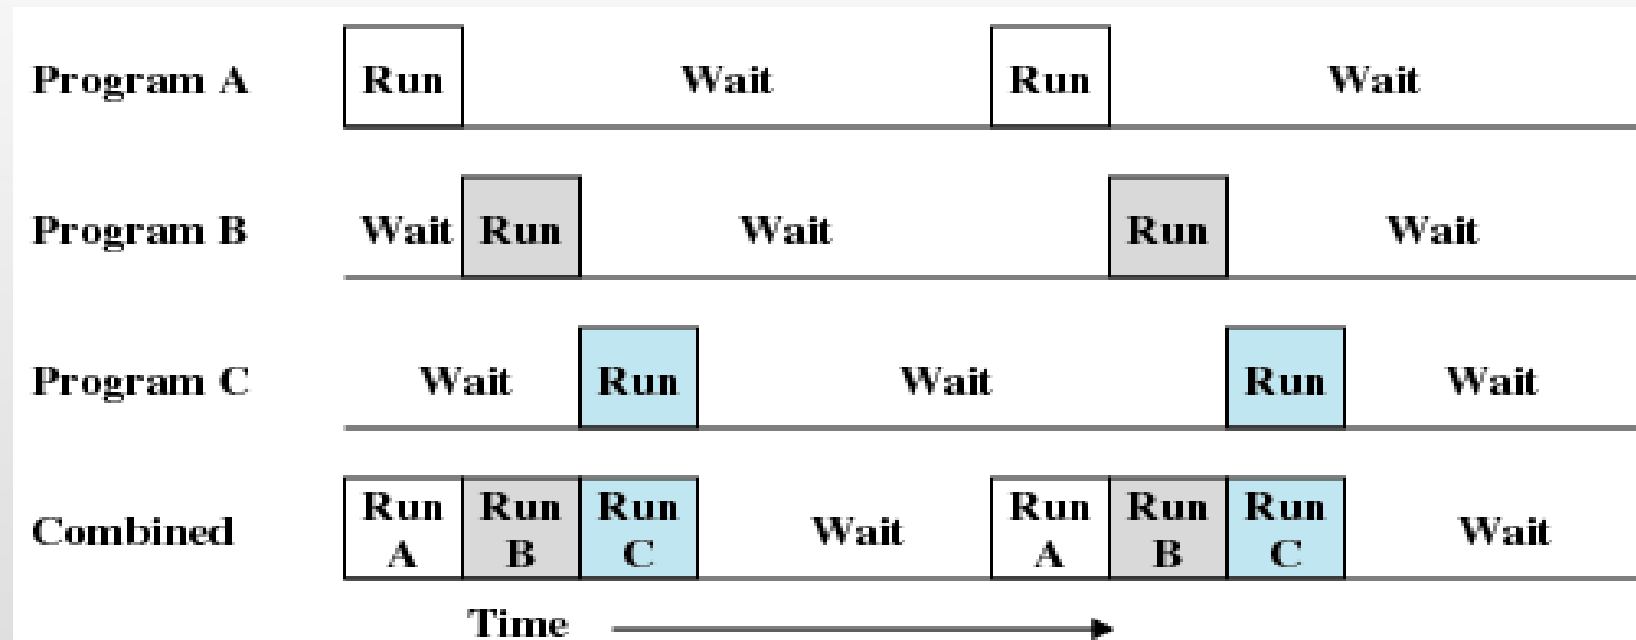 Program A Run Wait Run Wait
Program B Wait Run Wait Run Wait
Program C Wait Run Wait Run Wait
Combined Run A Run B Run C Wait Run A Run B Run C Wait
Time